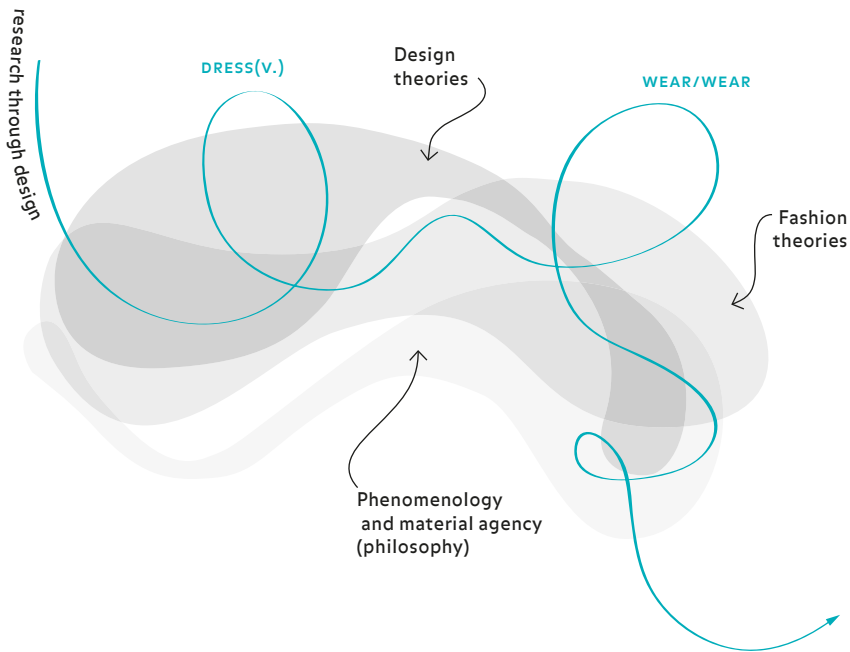 research through design
DRESS(V.)
Design
theories
WEAR/WEAR
Fashion
theories
Phenomenology
and material agency
(philosophy)